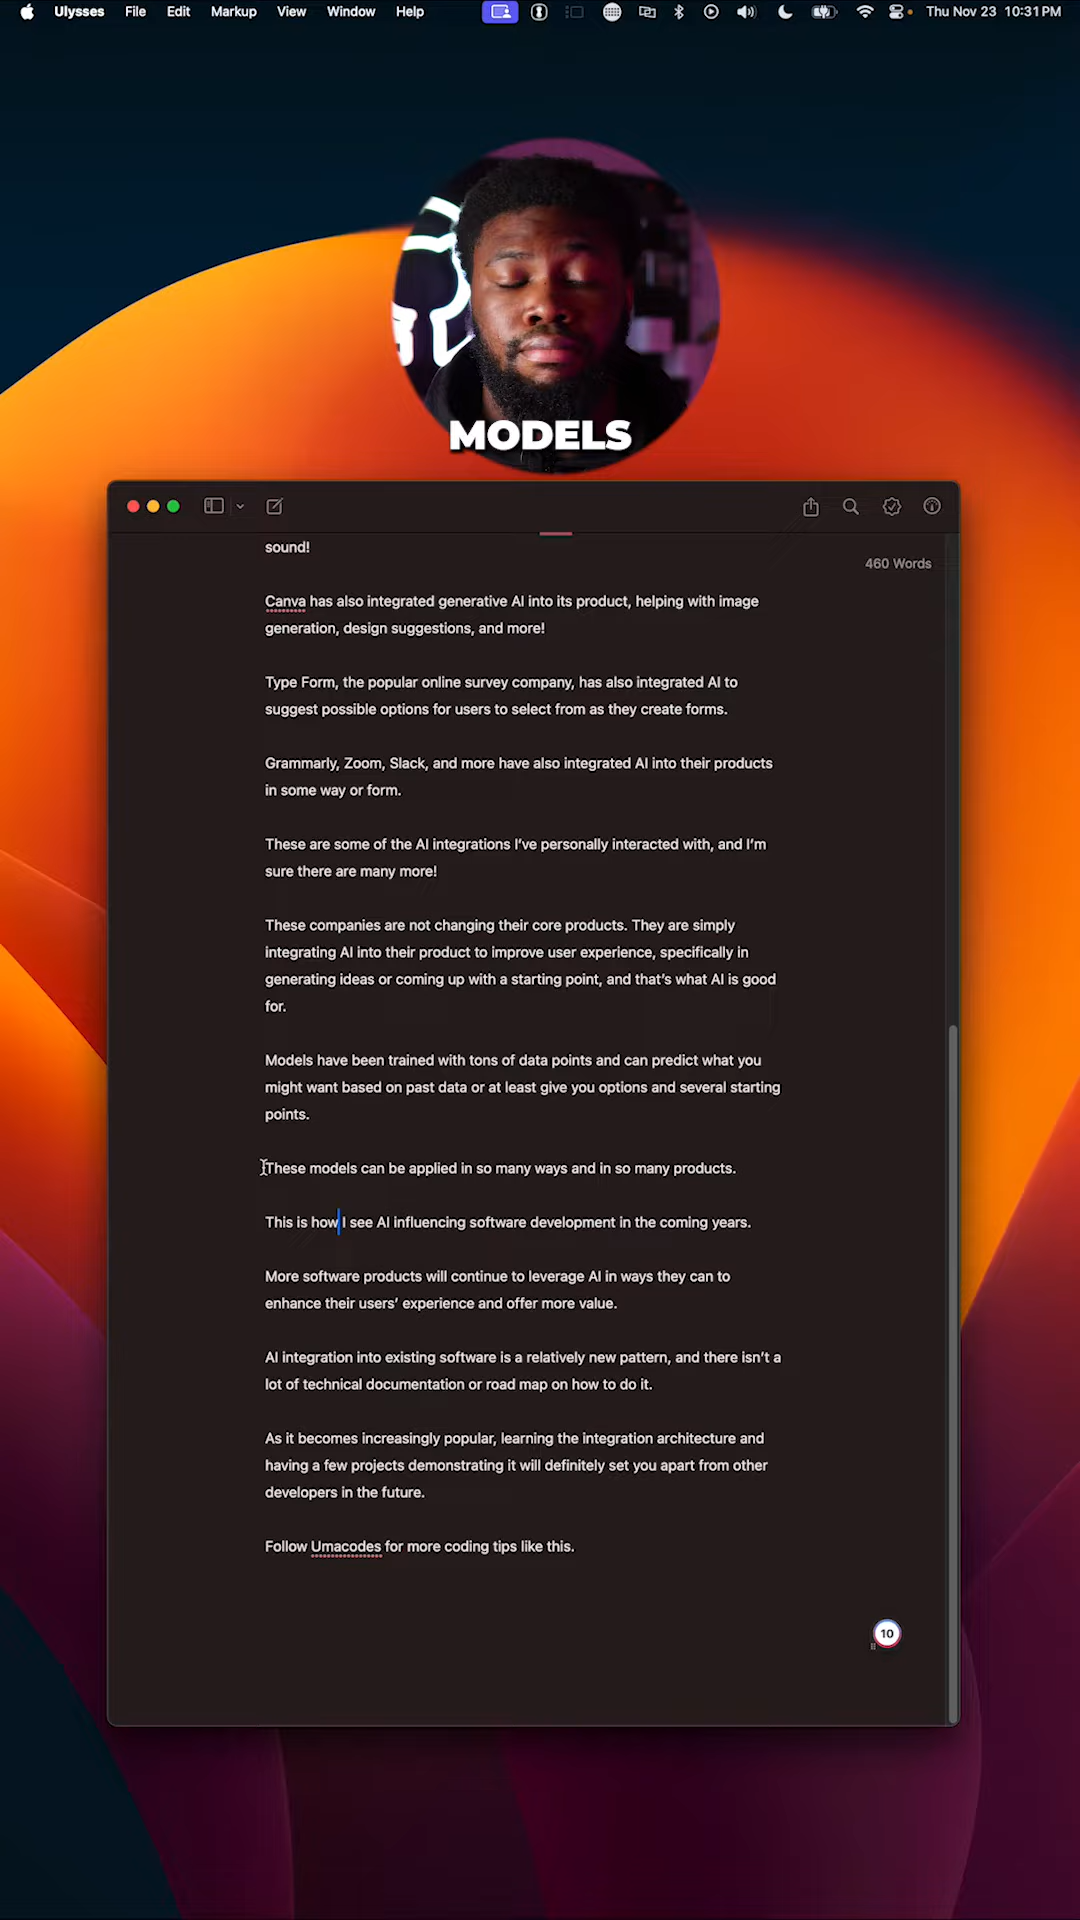 Ulysses File Edit Markup View Window Help Thu Nov 23 10:31 PM
MODELS
sound!
460 Words
Canva has also integrated generative AI into its product, helping with image
generation, design suggestions, and more!
Type Form, the popular online survey company, has also integrated AI to
suggest possible options for users to select from as they create forms.
Grammarly, Zoom, Slack, and more have also integrated AI into their products
in some way or form.
These are some of the AI integrations I’ve personally interacted with, and I’m
sure there are many more!
These companies are not changing their core products. They are simply
integrating AI into their product to improve user experience, specifically in
generating ideas or coming up with a starting point, and that’s what AI is good
for.
Models have been trained with tons of data points and can predict what you
might want based on past data or at least give you options and several starting
points.
These models can be applied in so many ways and in so many products.
This is how I see AI influencing software development in the coming years.
More software products will continue to leverage AI in ways they can to
enhance their users’ experience and offer more value.
AI integration into existing software is a relatively new pattern, and there isn’t a
lot of technical documentation or road map on how to do it.
As it becomes increasingly popular, learning the integration architecture and
having a few projects demonstrating it will definitely set you apart from other
developers in the future.
Follow Umacodes for more coding tips like this.
10